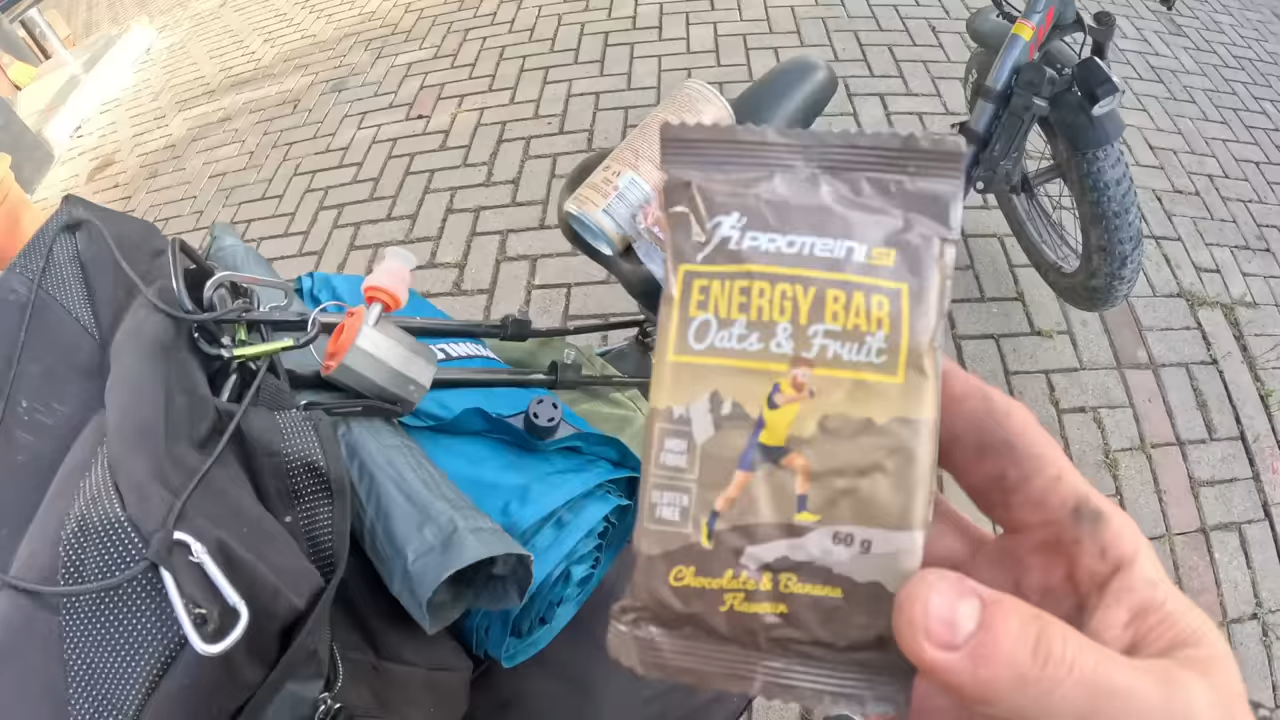 PROTEINI.SI
ENERGY BAR
Oats & Fruit
HIGH
FIBRE
GLUTEN
FREE
60 g
Chocolate & Banana
Flavour